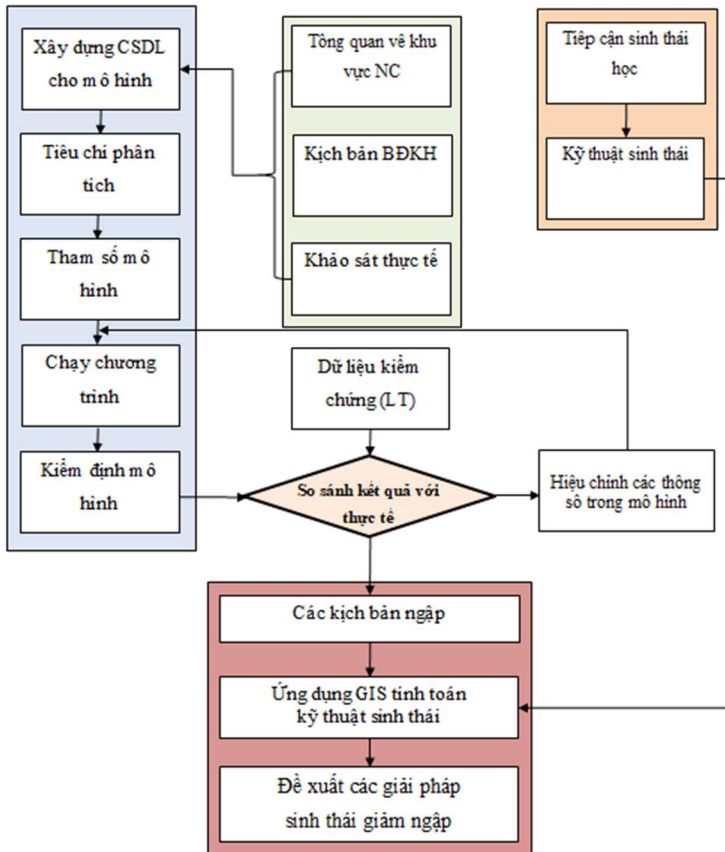 Xây dựng CSDL
cho mô hình
Tiêu chí phân
tích
Tham số mô
hình
Chạy chương
trình
Kiểm định mô
hình
Tổng quan về khu
vực NC
Kịch bản BĐKH
Khảo sát thực tế
Tiếp cận sinh thái
học
Kỹ thuật sinh thái
Dữ liệu kiểm
chứng (LT)
So sánh kết quả với
thực tế
Hiệu chỉnh các thông
số trong mô hình
Các kịch bản ngập
Ứng dụng GIS tính toán
kỹ thuật sinh thái
Đề xuất các giải pháp
sinh thái giảm ngập